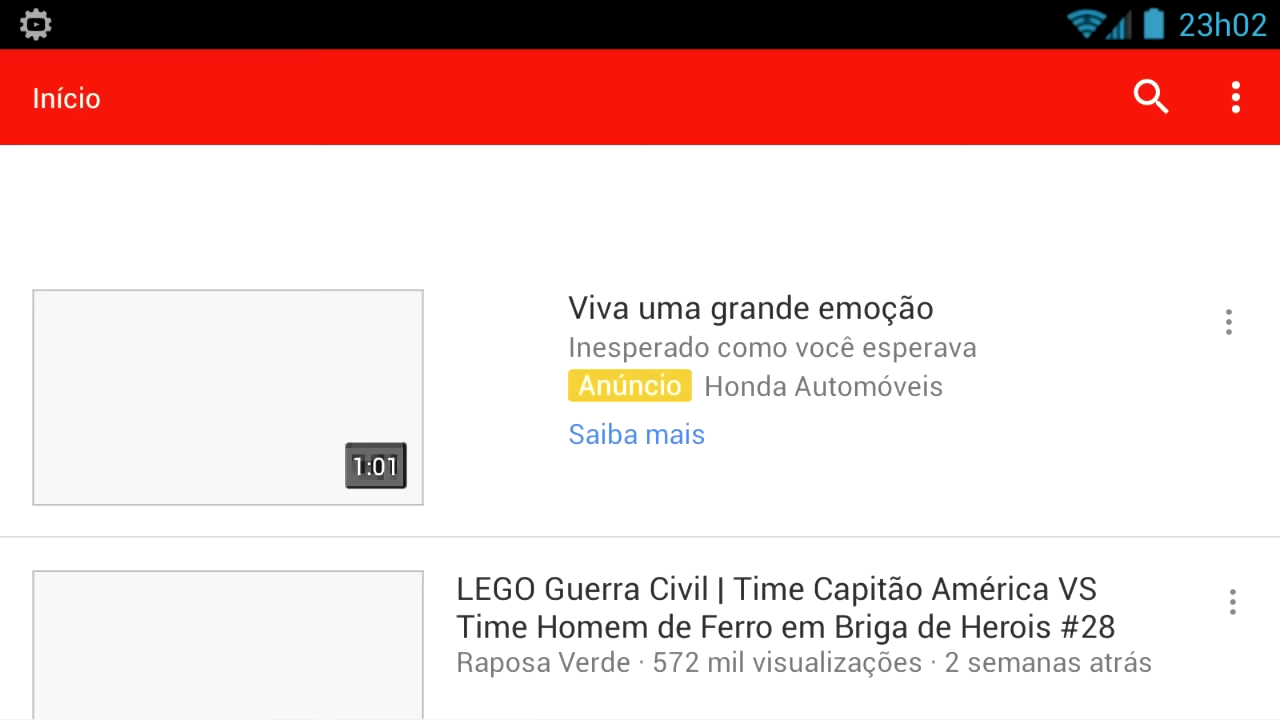 23h02
Início
Viva uma grande emoção
Inesperado como você esperava
Anúncio Honda Automóveis
Saiba mais
1:01
LEGO Guerra Civil | Time Capitão América VS
Time Homem de Ferro em Briga de Herois #28
Raposa Verde · 572 mil visualizações · 2 semanas atrás